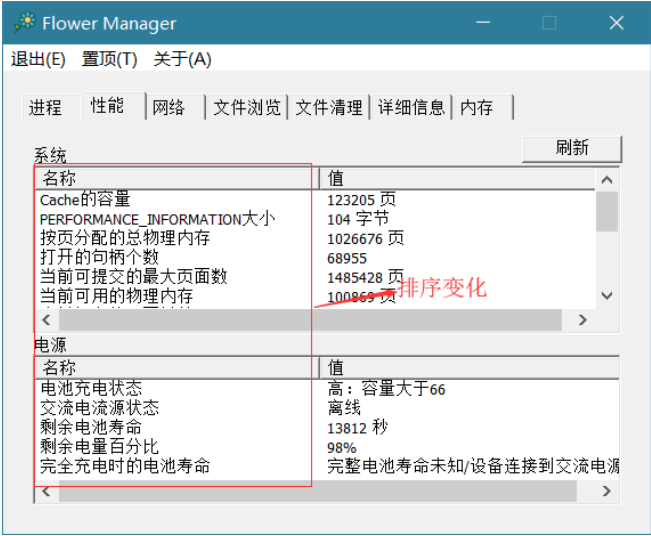 Flower Manager
退出(E) 置顶(T) 关于(A)
进程 性能 网络 文件浏览 文件清理 详细信息 内存
系统
刷新
名称 值
Cache的容量 123205 页
PERFORMANCE_INFORMATION大小 104 字节
按页分配的总物理内存 1026676 页
打开的句柄个数 68955
当前可提交的最大页面数 1485428 页
当前可用的物理内存 100869 页
排序变化
电源
名称 值
电池充电状态 高：容量大于66
交流电流源状态 离线
剩余电池寿命 13812 秒
剩余电量百分比 98%
完全充电时的电池寿命 完整电池寿命未知/设备连接到交流电源